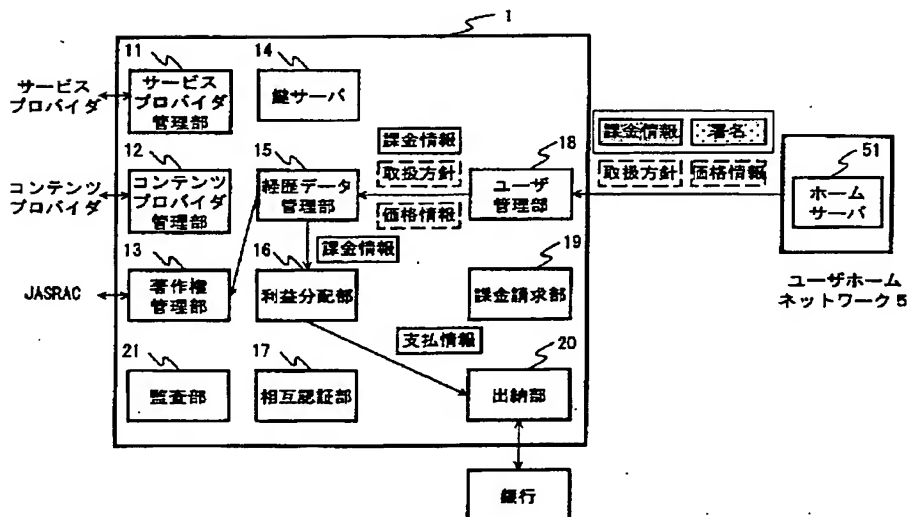 1
11
サービス
プロバイダ
サービス
プロバイダ
管理部
14
鍵サーバ
12
コンテンツ
プロバイダ
コンテンツ
プロバイダ
管理部
15
経歴データ
管理部
課金情報
取扱方針
価格情報
18
ユーザ
管理部
課金情報
署名
取扱方針
価格情報
51
ホーム
サーバ
ユーザホーム
ネットワーク5
課金情報
13
JASRAC
著作権
管理部
16
利益分配部
19
課金請求部
支払情報
21
監査部
17
相互認証部
20
出納部
銀行